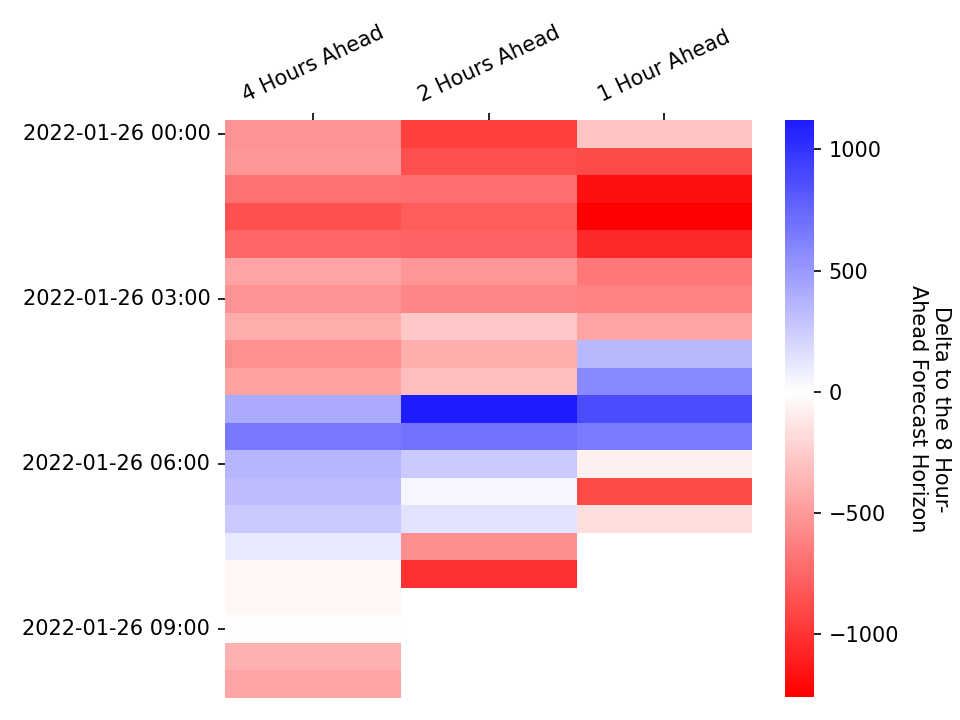 4 Hours Ahead
2 Hours Ahead
1 Hour Ahead
2022-01-26 00:00
2022-01-26 03:00
2022-01-26 06:00
2022-01-26 09:00
1000
500
0
−500
−1000
Delta to the 8 Hour-
Ahead Forecast Horizon